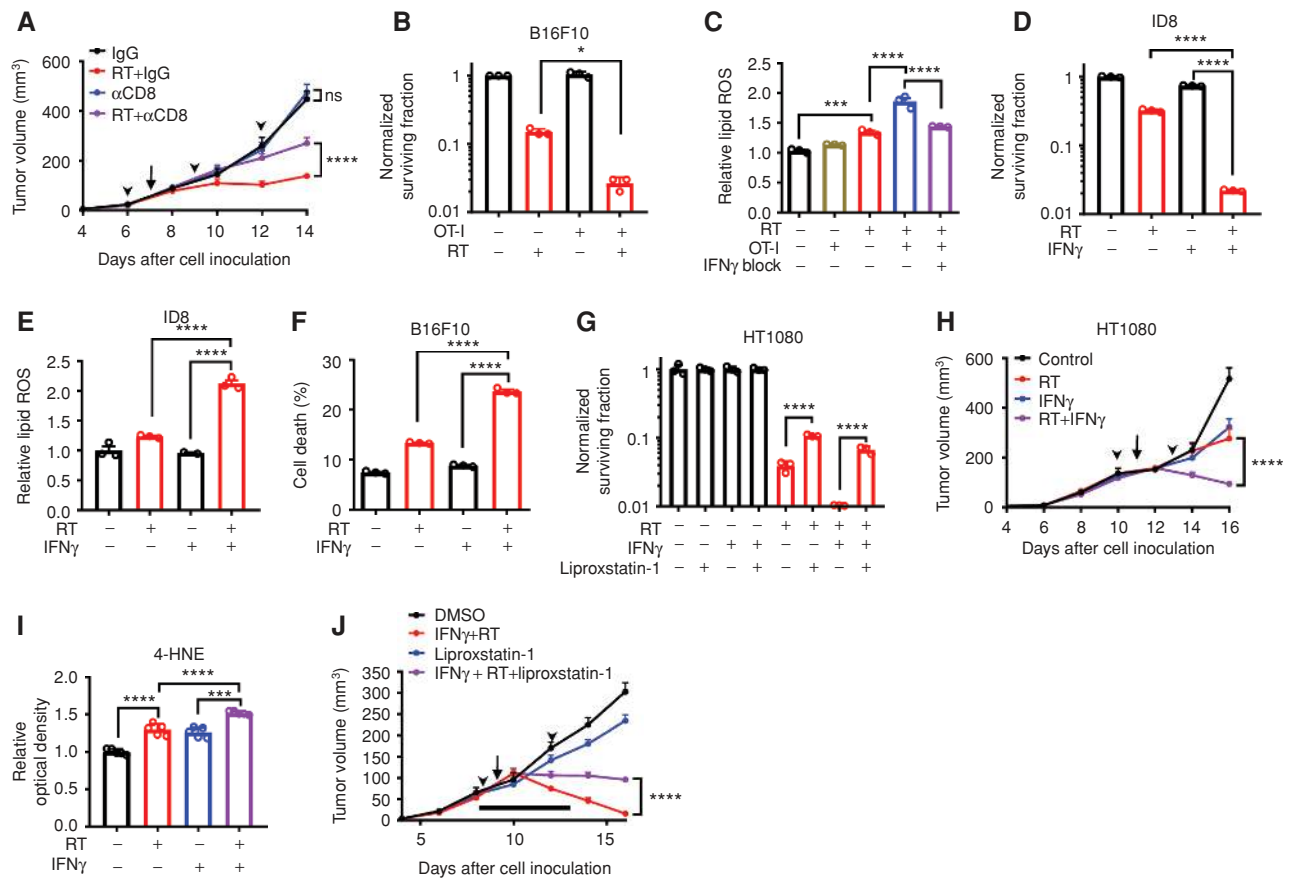 A
IgG
RT+IgG
αCD8
RT+αCD8
Tumor volume (mm³)
600
400
200
0
ns
****
4 6 8 10 12 14
Days after cell inoculation
B
B16F10
Normalized
surviving fraction
1
0.1
0.01
*
OT-I – – + +
RT – + – +
C
Relative lipid ROS
2.5
2.0
1.5
1.0
0.5
0.0
****
****
***
RT – – + + +
OT-I – + – + +
IFNγ block – – – – +
D
ID8
Normalized
surviving fraction
1
0.1
0.01
****
****
RT – + – +
IFNγ – – + +
E
ID8
Relative lipid ROS
2.5
2.0
1.5
1.0
0.5
0.0
****
****
RT – + – +
IFNγ – – + +
F
B16F10
Cell death (%)
30
20
10
0
****
****
RT – + – +
IFNγ – – + +
G
HT1080
Normalized
surviving fraction
1
0.1
0.01
****
****
RT – – – – + + + +
IFNγ – – + + – – + +
Liproxstatin-1 – + – + – + – +
H
HT1080
Control
RT
IFNγ
RT+IFNγ
Tumor volume (mm³)
600
400
200
0
****
4 6 8 10 12 14 16
Days after cell inoculation
I
4-HNE
Relative
optical density
2.0
1.5
1.0
0.5
0.0
****
****
***
RT – + – +
IFNγ – – + +
J
DMSO
IFNγ+RT
Liproxstatin-1
IFNγ + RT+liproxstatin-1
Tumor volume (mm³)
350
300
250
200
150
100
50
0
****
5 10 15
Days after cell inoculation